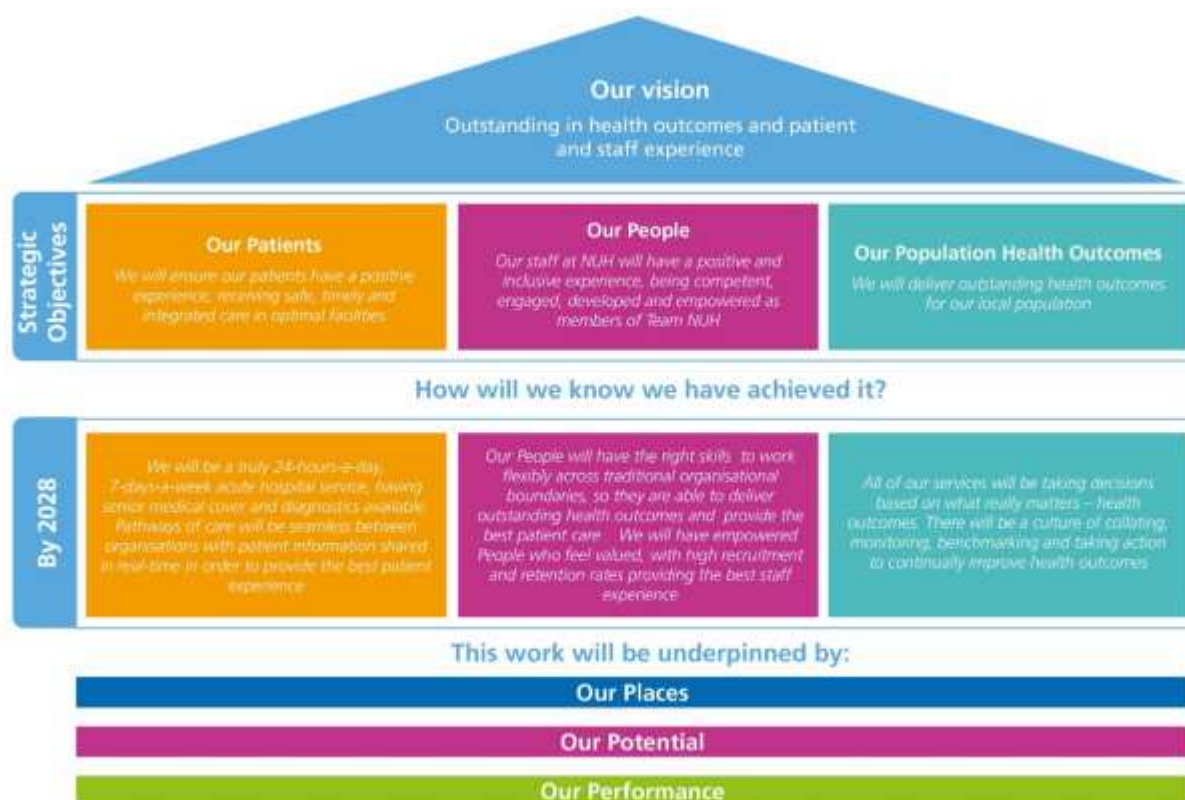 Our vision
Outstanding in health outcomes and patient
and staff experience
Strategic
Objectives
Our Patients
We will ensure our patients have a positive
experience, receiving safe, timely and
integrated care in optimal facilities
Our People
Our staff at NUH will have a positive and
inclusive experience, being competent,
engaged, developed and empowered as
members of Team NUH
Our Population Health Outcomes
We will deliver outstanding health outcomes
for our local population
How will we know we have achieved it?
By 2028
We will be a truly 24-hours-a-day,
7-days-a-week acute hospital service, having
senior medical cover and diagnostics available
Pathways of care will be seamless between
organisations with patient information shared
in real-time in order to provide the best patient
experience
Our People will have the right skills to work
flexibly across traditional organisational
boundaries, so they are able to deliver
outstanding health outcomes and provide the
best patient care We will have empowered
People who feel valued, with high recruitment
and retention rates providing the best staff
experience
All of our services will be taking decisions
based on what really matters – health
outcomes. There will be a culture of collating,
monitoring, benchmarking and taking action
to continually improve health outcomes
This work will be underpinned by:
Our Places
Our Potential
Our Performance